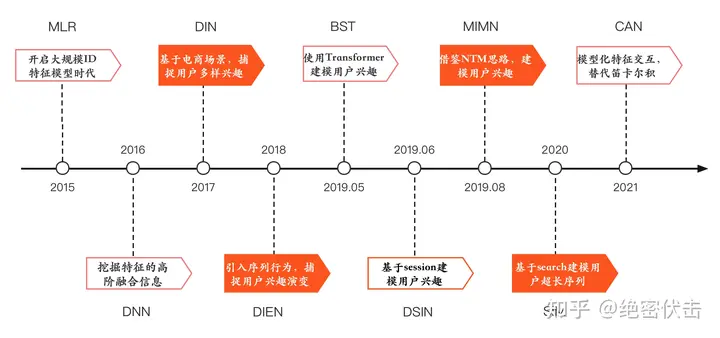 MLR
DIN
BST
MIMN
CAN
开启大规模ID
特征模型时代
基于电商场景，捕
捉用户多样兴趣
使用Transformer
建模用户兴趣
借鉴NTM思路、建
模用户兴趣
模型化特征交互，
替代笛卡尔积
2016
2018
2019.06
2020
2015
2017
2019.05
2019.08
2021
挖掘特征的高
阶融合信息
引入序列行为，捕
捉用户兴趣演变
基于session建
模用户兴趣
基于search建模用
户超长序列
DNN
DIEN
DSIN
SIM
知乎 @绝密伏击